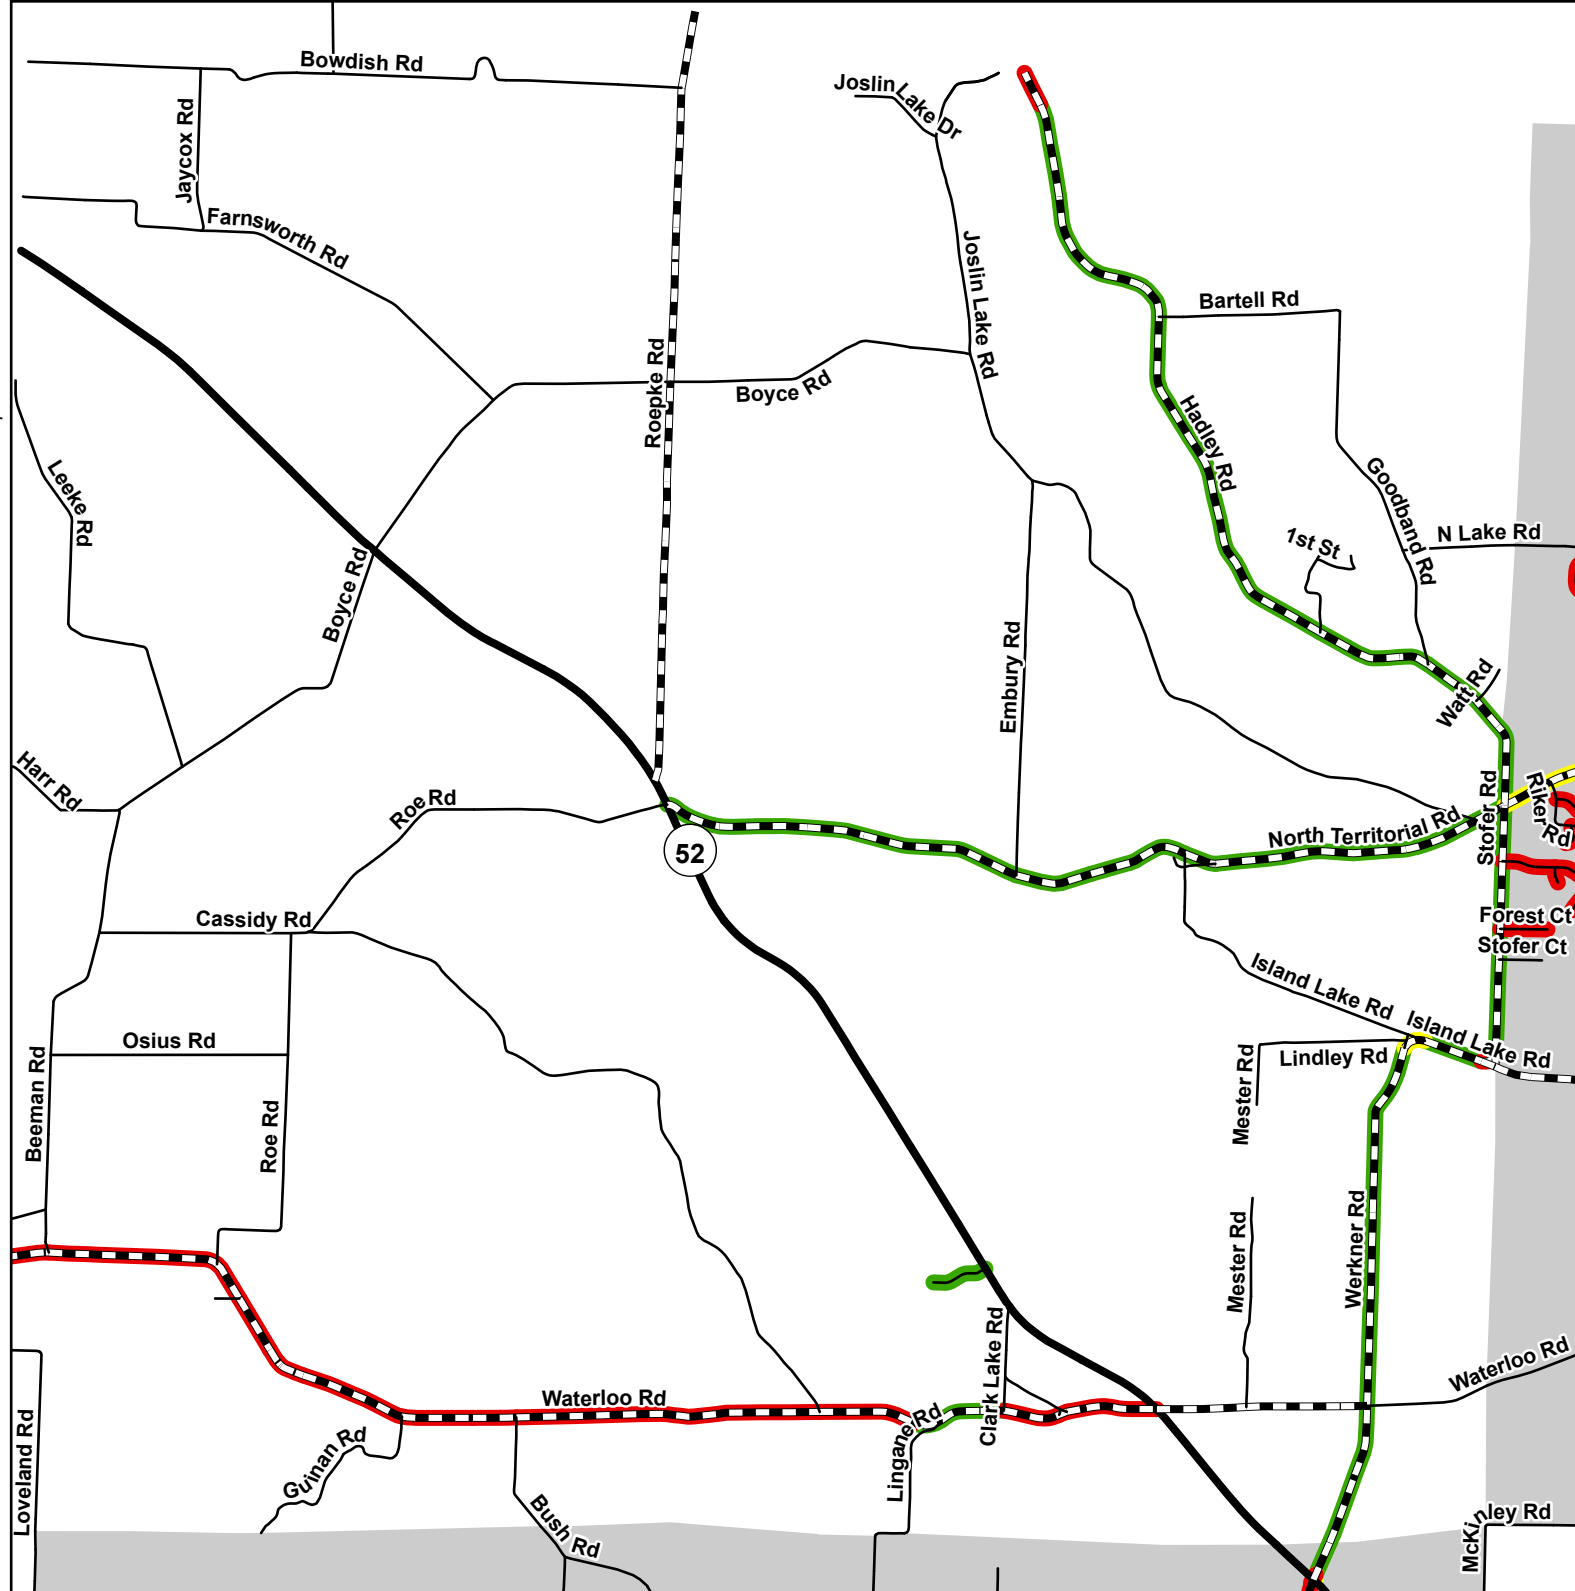 Bowdish Rd
Joslin Lake Dr
Jaycox Rd
Farnsworth Rd
Joslin Lake Rd
Bartell Rd
Roepke Rd
Boyce Rd
Hadley Rd
Leeke Rd
Goodband Rd
N Lake Rd
1st St
Boyce Rd
Embury Rd
Watt Rd
Harr Rd
Roe Rd
Stofer Rd
Riker Rd
North Territorial Rd
52
Cassidy Rd
Forest Ct
Stofer Ct
Island Lake Rd
Island Lake Rd
Osius Rd
Lindley Rd
Beeman Rd
Roe Rd
Mester Rd
Mester Rd
Werkner Rd
Clark Lake Rd
Waterloo Rd
Waterloo Rd
Lingane Rd
Guinan Rd
Loveland Rd
Bush Rd
McKinley Rd